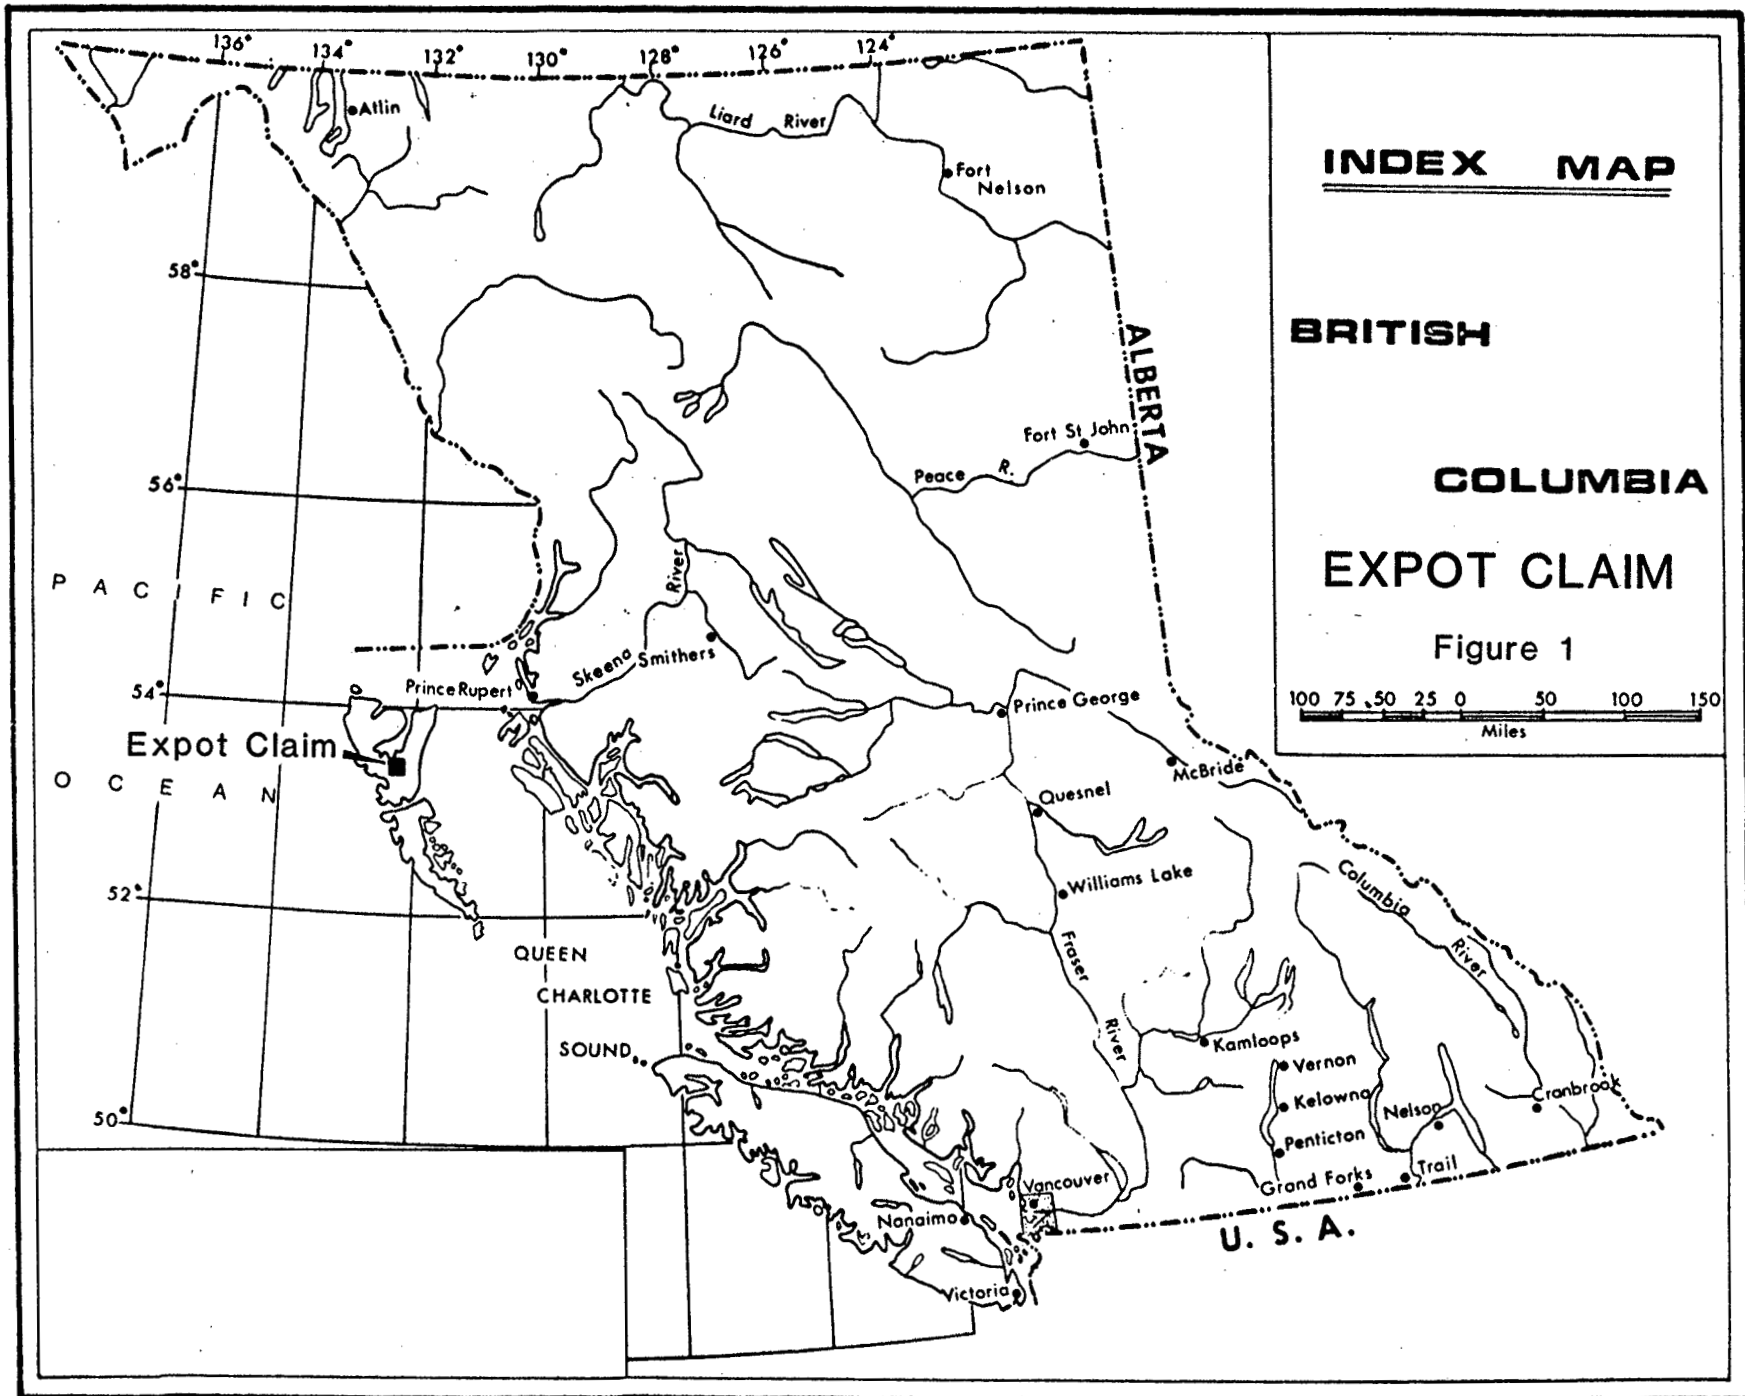 136° 134° 132° 130° 128° 126° 124°
Atlin
Liard River
Fort
Nelson
58°
ALBERTA
Fort St John
Peace R.
56°
PACIFIC
River
Skeena
Smithers
Prince Rupert
54°
Prince George
Expot Claim
McBride
OCEAN
Quesnel
Williams Lake
Columbia
River
52°
Fraser
River
QUEEN
CHARLOTTE
SOUND
Kamloops
Vernon
Kelowna
Nelson
Cranbrook
50°
Penticton
Grand Forks
Trail
Vancouver
Nanaimo
U. S. A.
Victoria
INDEX MAP
BRITISH
COLUMBIA
EXPOT CLAIM
Figure 1
100 75 50 25 0 50 100 150
Miles